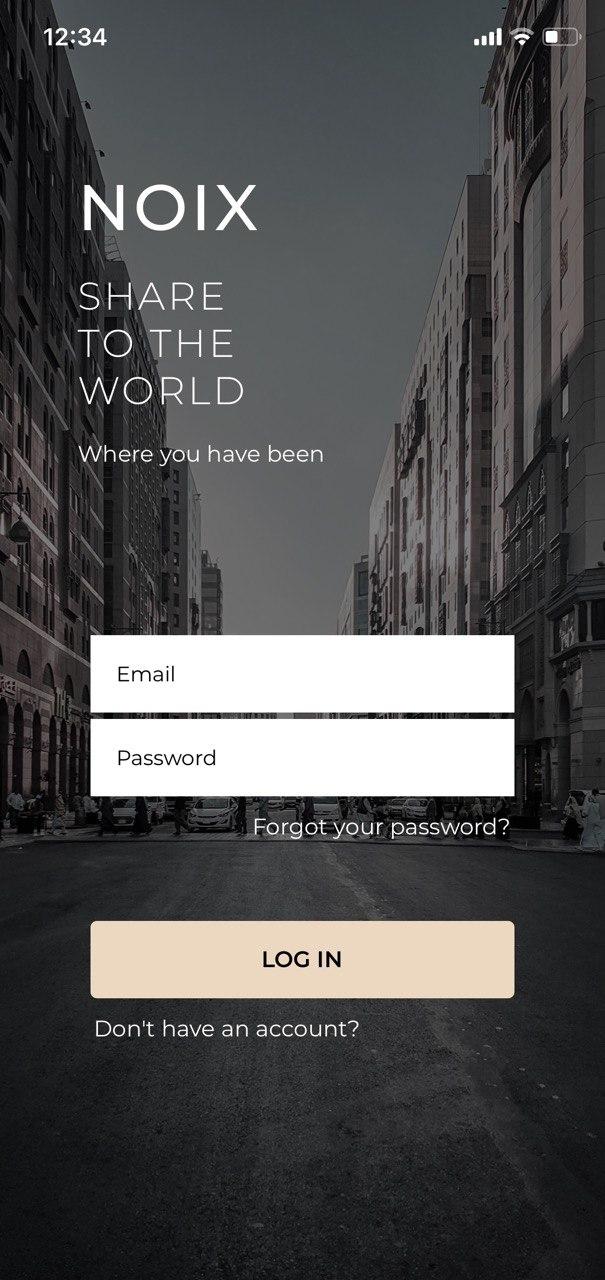 12:34
NOIX
SHARE
TO THE
WORLD
Where you have been
Email
Password
Forgot your password?
LOG IN
Don't have an account?